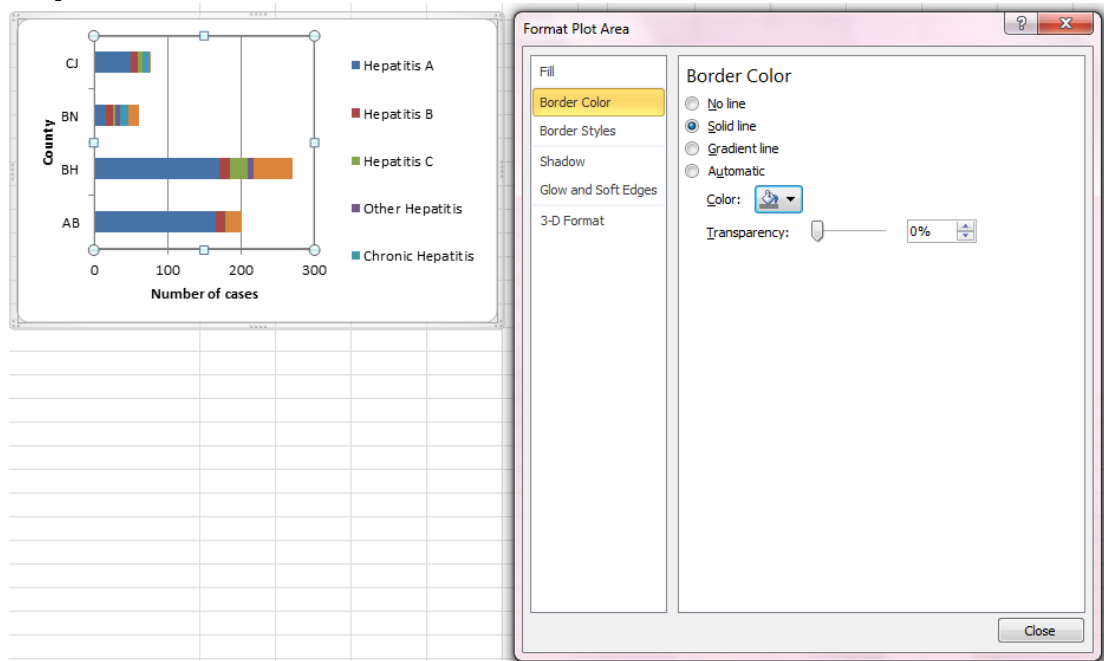 CJ
BN
BH
AB
County
0 100 200 300
Number of cases
Hepatitis A
Hepatitis B
Hepatitis C
Other Hepatitis
Chronic Hepatitis
Format Plot Area
Fill
Border Color
Border Styles
Shadow
Glow and Soft Edges
3-D Format
Border Color
No line
Solid line
Gradient line
Automatic
Color:
Transparency: 0%
Close